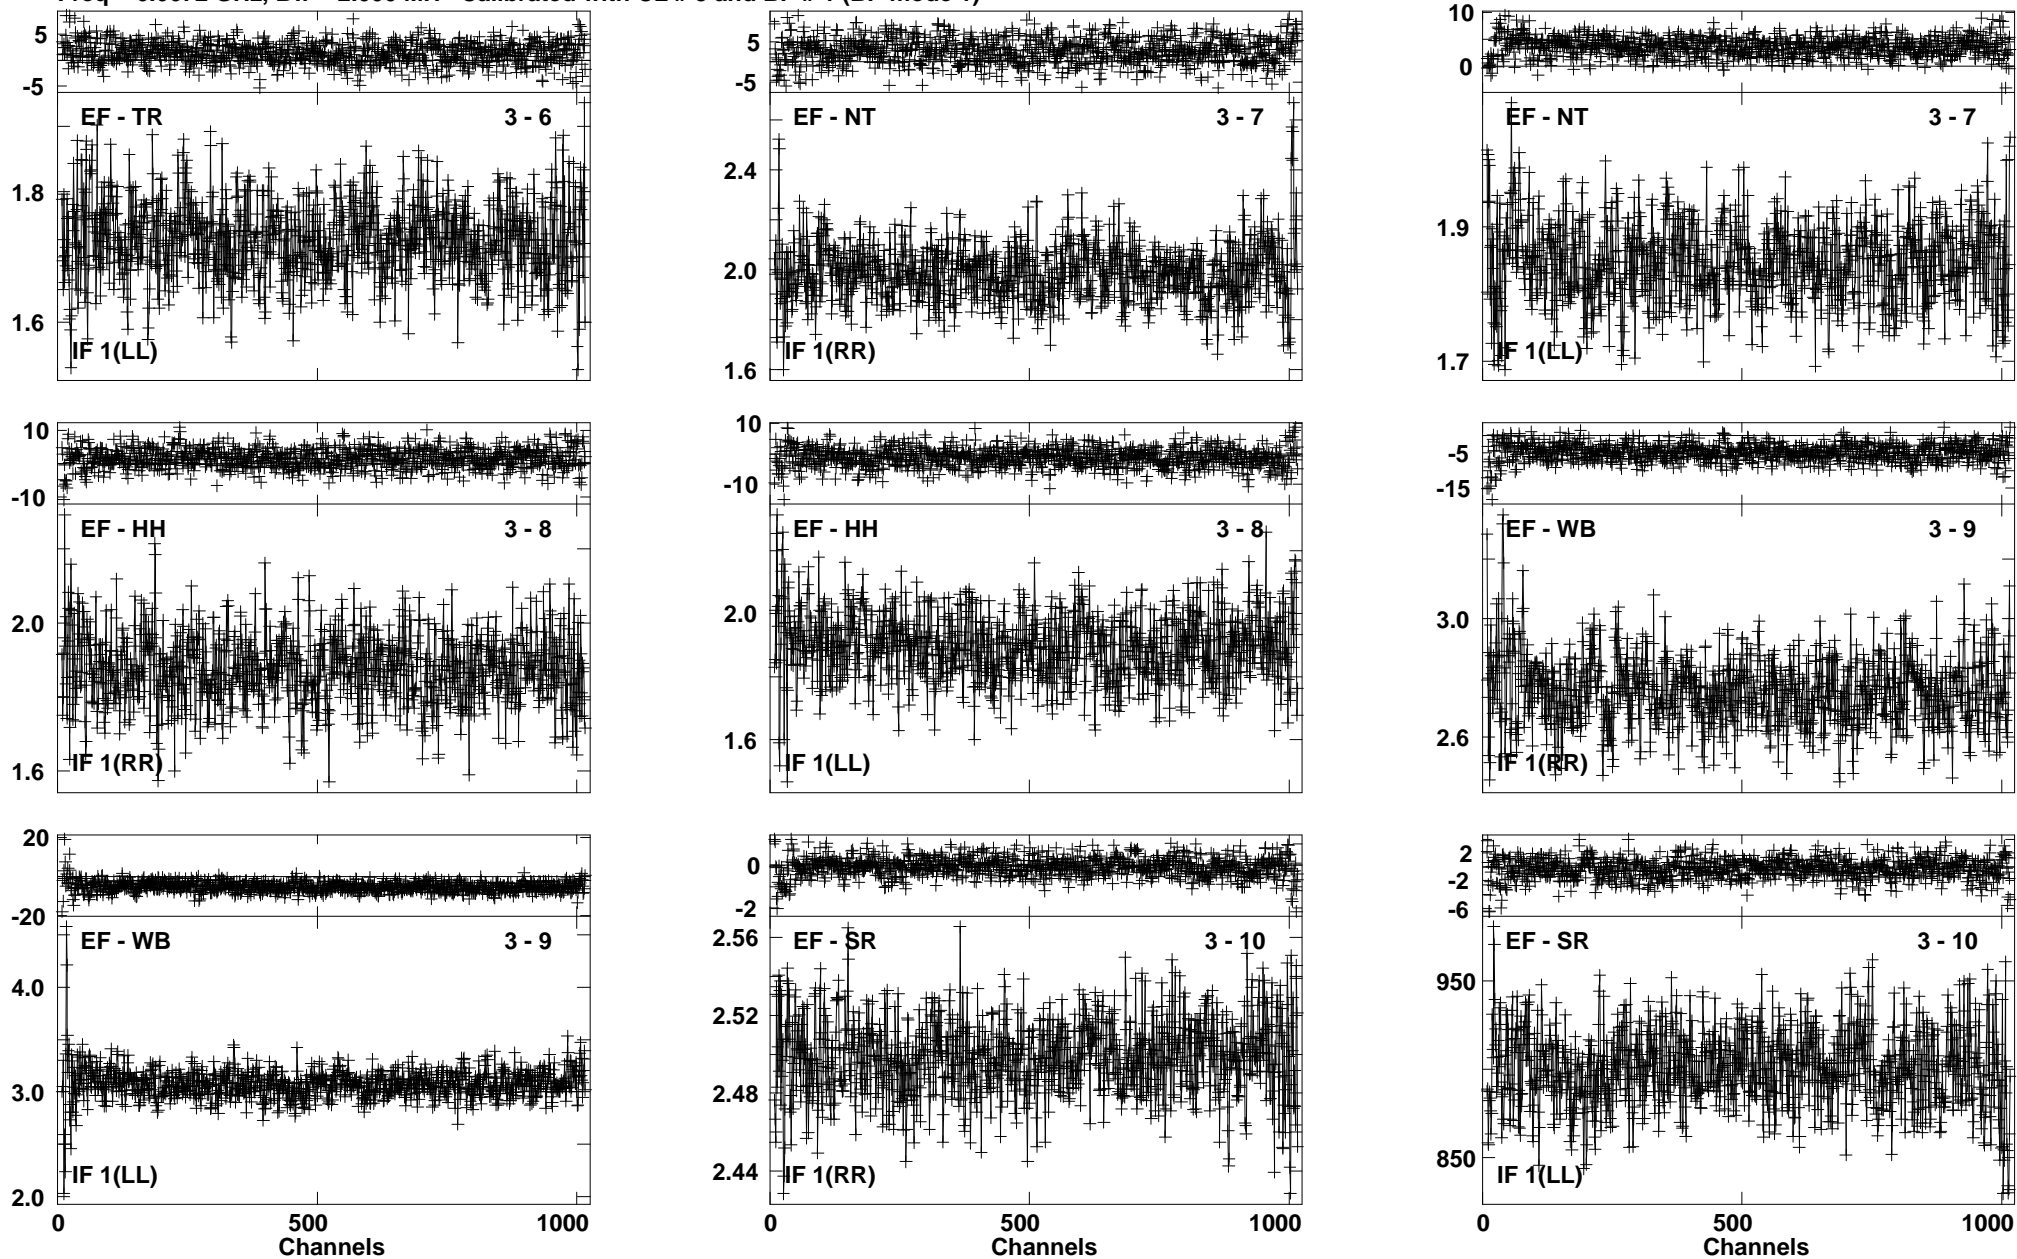 5
-5
EF - TR
3 - 6
1.8
1.6
IF 1(LL)
5
-5
EF - NT
3 - 7
2.4
2.0
1.6
IF 1(RR)
10
0
EF - NT
3 - 7
1.9
1.7
IF 1(LL)
10
-10
EF - HH
3 - 8
2.0
1.6
IF 1(RR)
10
-10
EF - HH
3 - 8
2.0
1.6
IF 1(LL)
-5
-15
EF - WB
3 - 9
3.0
2.6
IF 1(RR)
20
-20
EF - WB
3 - 9
4.0
3.0
2.0
IF 1(LL)
0
-2
EF - SR
3 - 10
2.56
2.52
2.48
2.44
IF 1(RR)
2
-2
-6
EF - SR
3 - 10
950
850
IF 1(LL)
0 500 1000
Channels
0 500 1000
Channels
0 500 1000
Channels